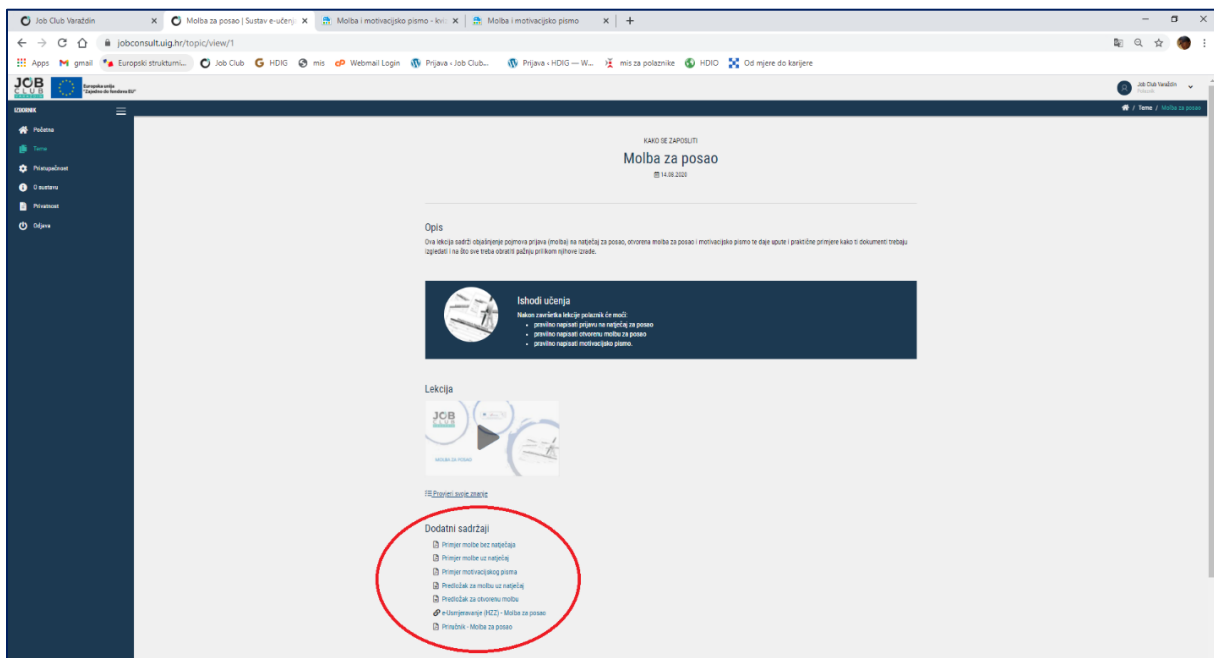 Job Club Varaždin
Molba za posao | Sustav e-učenj
Molba i motivacijsko pismo - kvi
Molba i motivacijsko pismo
jobconsult.uig.hr/topic/view/1
Apps
gmail
Europski strukturni...
Job Club
HDIG
mis
Webmail Login
Prijava ‹ Job Club...
Prijava ‹ HDIG — W...
mis za polaznike
HDIO
Od mjere do karijere
JOB
CLUB
Europska unija
"Zajedno do fondova EU"
Job Club Varaždin
Polaznik
IZBORNIK
/ Teme / Molba za posao
Početna
Teme
Pristupačnost
O sustavu
Privatnost
Odjava
KAKO SE ZAPOSLITI
Molba za posao
14.08.2020
Opis
Ova lekcija sadrži objašnjenje pojmova prijava (molba) na natječaj za posao, otvorena molba za posao i motivacijsko pismo te daje upute i praktične primjere kako ti dokumenti trebaju
izgledati i na što sve treba obratiti pažnju prilikom njihove izrade.
Ishodi učenja
Nakon završetka lekcije polaznik će moći:
pravilno napisati prijavu na natječaj za posao
pravilno napisati otvorenu molbu za posao
pravilno napisati motivacijsko pismo.
Lekcija
JOB
CLUB
MOLBA ZA POSAO
Provjeri svoje znanje
Dodatni sadržaji
Primjer molbe bez natječaja
Primjer molbe uz natječaj
Primjer motivacijskog pisma
Predložak za molbu uz natječaj
Predložak za otvorenu molbu
e-Usmjeravanje (HZZ) - Molba za posao
Priručnik - Molba za posao